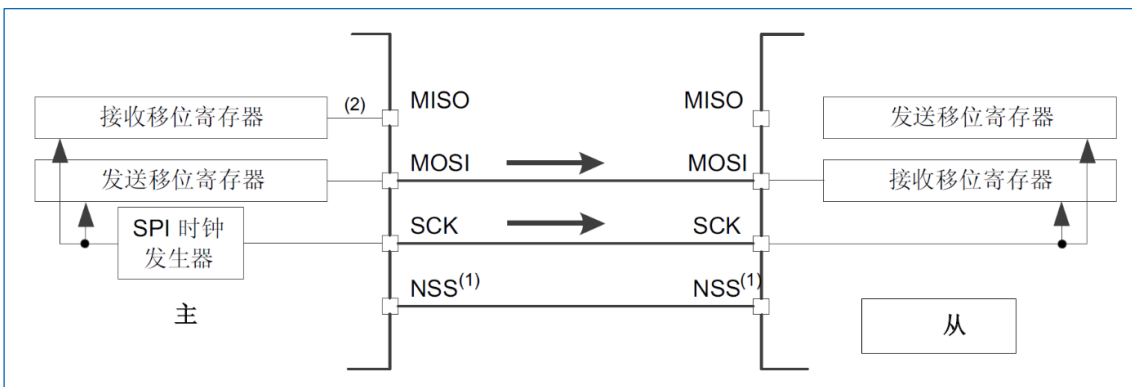 接收移位寄存器
(2)
MISO
MISO
发送移位寄存器
发送移位寄存器
MOSI
MOSI
接收移位寄存器
SPI 时钟
发生器
SCK
SCK
NSS(1)
NSS(1)
主
从